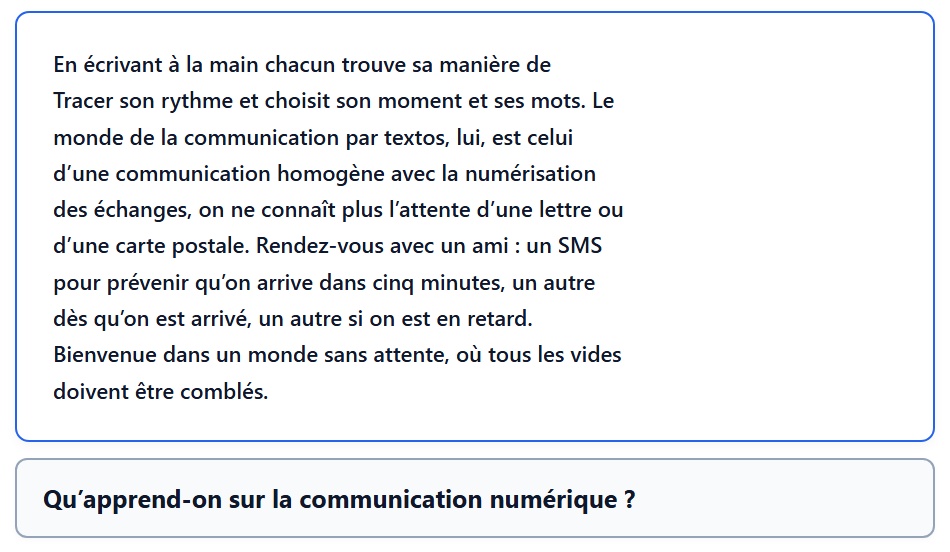 En écrivant à la main chacun trouve sa manière de
Tracer son rythme et choisit son moment et ses mots. Le
monde de la communication par textos, lui, est celui
d’une communication homogène avec la numérisation
des échanges, on ne connaît plus l’attente d’une lettre ou
d’une carte postale. Rendez-vous avec un ami : un SMS
pour prévenir qu’on arrive dans cinq minutes, un autre
dès qu’on est arrivé, un autre si on est en retard.
Bienvenue dans un monde sans attente, où tous les vides
doivent être comblés.
Qu’apprend-on sur la communication numérique ?